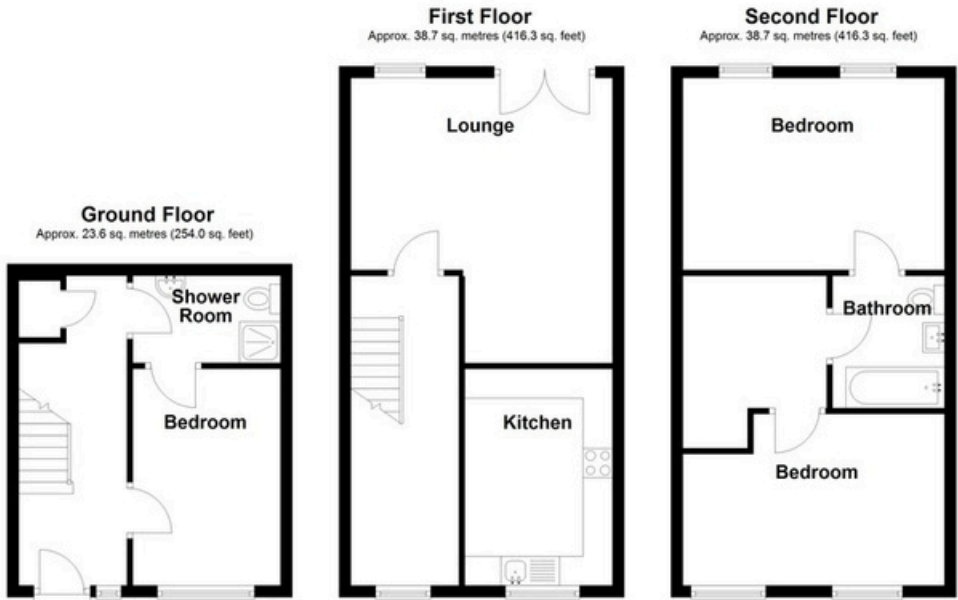 First Floor
Approx. 38.7 sq. metres (416.3 sq. feet)
Second Floor
Approx. 38.7 sq. metres (416.3 sq. feet)
Lounge
Bedroom
Ground Floor
Approx. 23.6 sq. metres (254.0 sq. feet)
Shower
Room
Bathroom
Bedroom
Kitchen
Bedroom